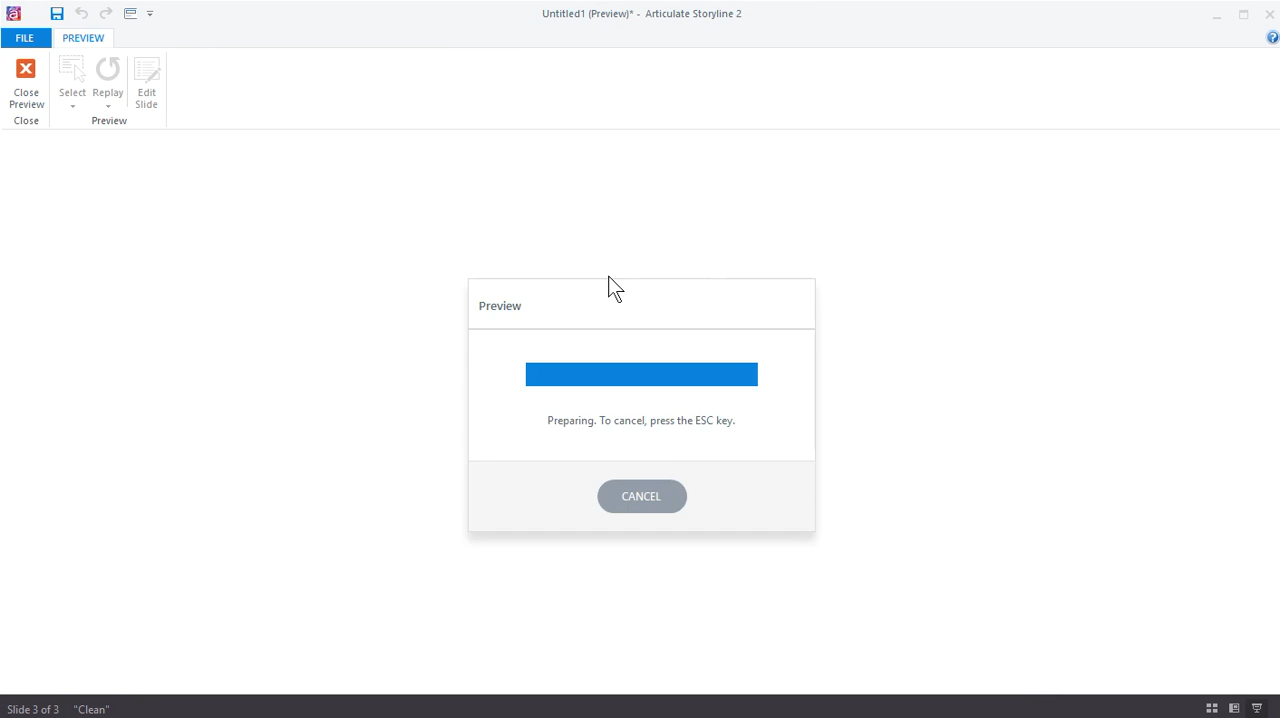 Untitled1 (Preview)* - Articulate Storyline 2
FILE
PREVIEW
Close Preview
Select
Replay
Edit Slide
Close
Preview
Preview
Preparing. To cancel, press the ESC key.
CANCEL
Slide 3 of 3 "Clean"